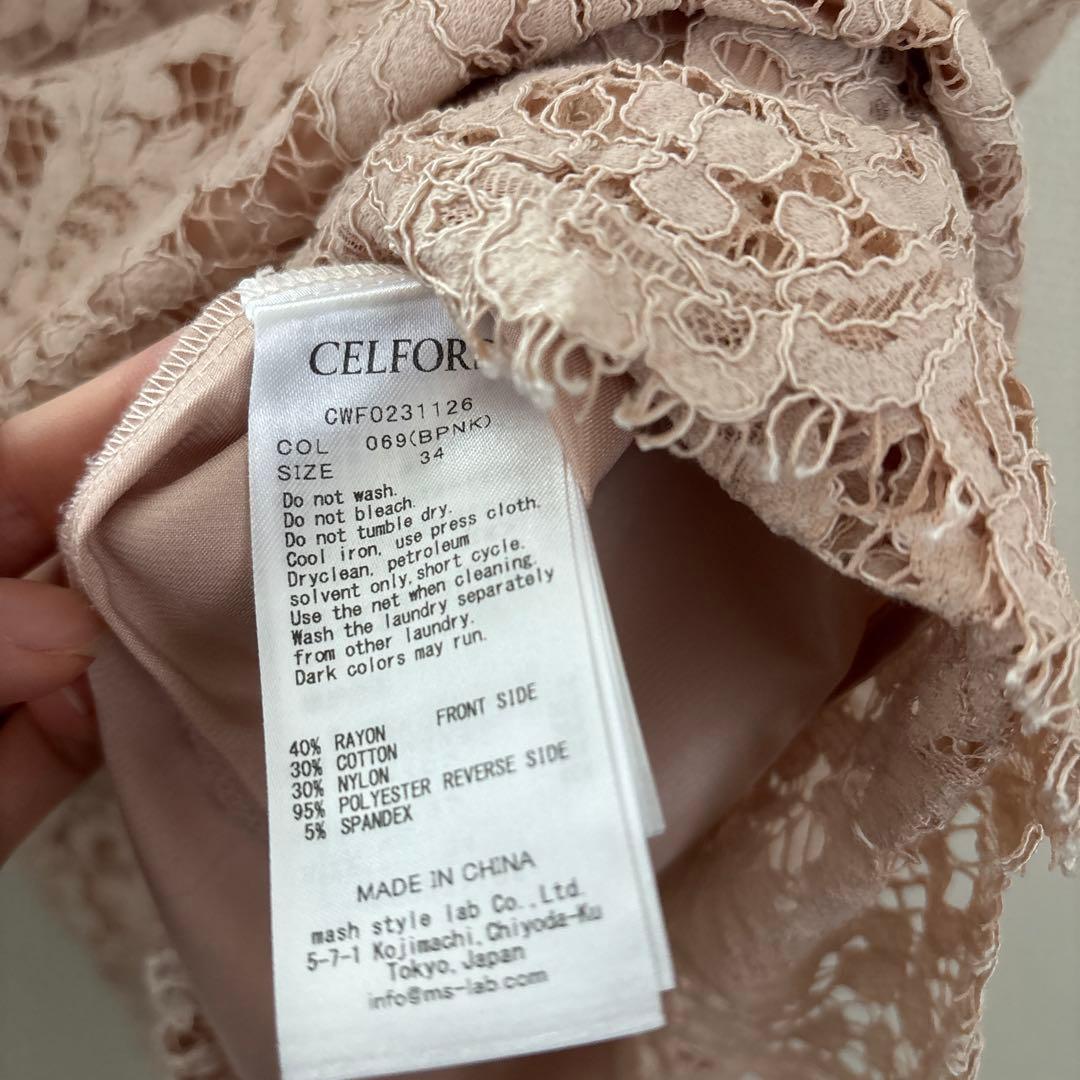 CELFOR
CWF0231126
COL 069(BPNK)
SIZE 34
Do not wash.
Do not bleach.
Do not tumble dry.
Cool iron, use press cloth.
Dryclean, petroleum
solvent only, short cycle.
Use the net when cleaning.
Wash the laundry separately
from other laundry.
Dark colors may run.
FRONT SIDE
40% RAYON
30% COTTON
30% NYLON
95% POLYESTER REVERSE SIDE
5% SPANDEX
MADE IN CHINA
mash style lab Co.,Ltd.
5-7-1 Kojimachi,Chiyoda-Ku
Tokyo,Japan
info@ms-lab.com